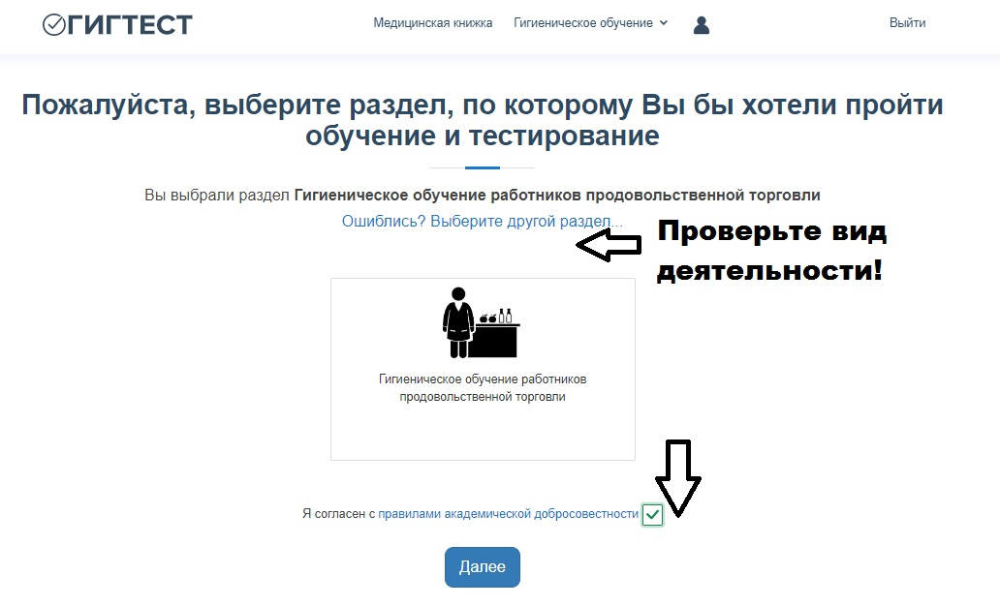 ГИГТЕСТ
Медицинская книжка
Гигиеническое обучение
Выйти
Пожалуйста, выберите раздел, по которому Вы бы хотели пройти
обучение и тестирование
Вы выбрали раздел Гигиеническое обучение работников продовольственной торговли
Ошиблись? Выберите другой раздел...
Проверьте вид
деятельности!
Гигиеническое обучение работников
продовольственной торговли
Я согласен с правилами академической добросовестности
Далее